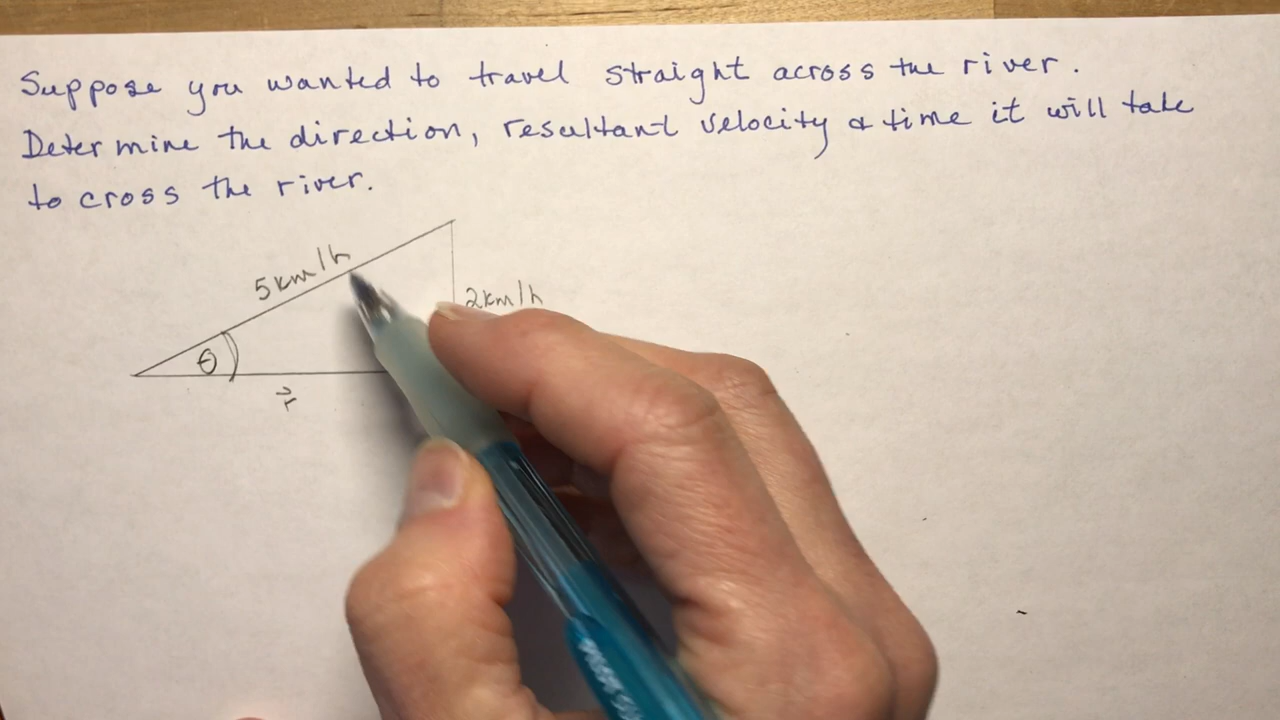 Suppose you wanted to travel straight across the river.
Determine the direction, resultant velocity & time it will take
to cross the river.
5km/h
2km/h
θ